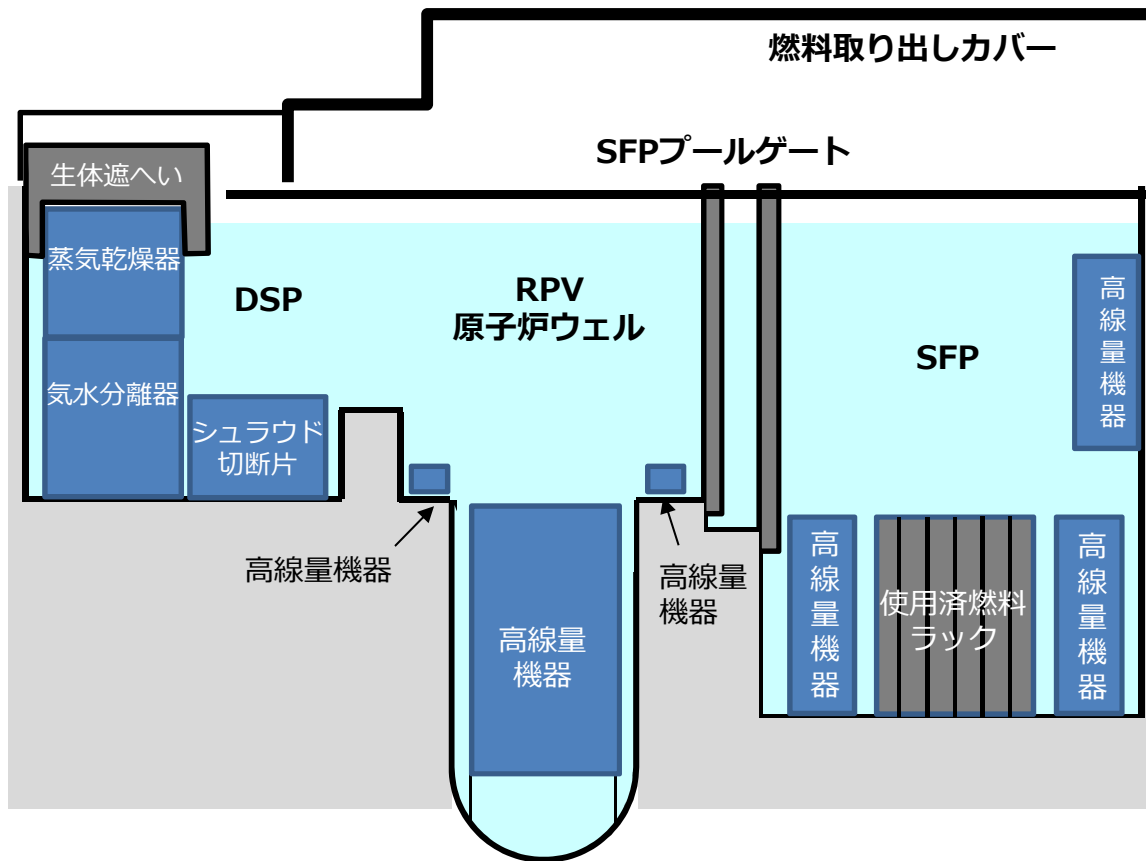 燃料取り出しカバー
SFPプールゲート
生体遮へい
蒸気乾燥器
DSP
RPV
原子炉ウェル
SFP
高線量機器
気水分離器
シュラウド
切断片
高線量機器
高線量
機器
高線量
機器
高線量機器
使用済燃料
ラック
高線量機器